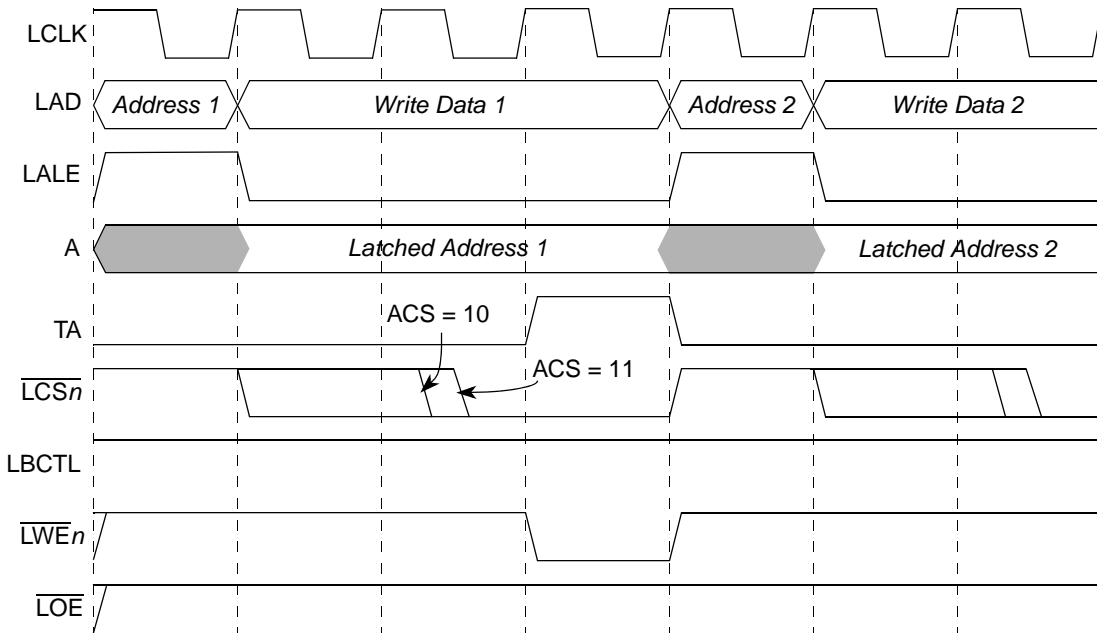 LCLK
LAD Address 1 Write Data 1 Address 2 Write Data 2
LALE
A Latched Address 1 Latched Address 2
TA ACS = 10
LCSn ACS = 11
LBCTL
LWEn
LOE